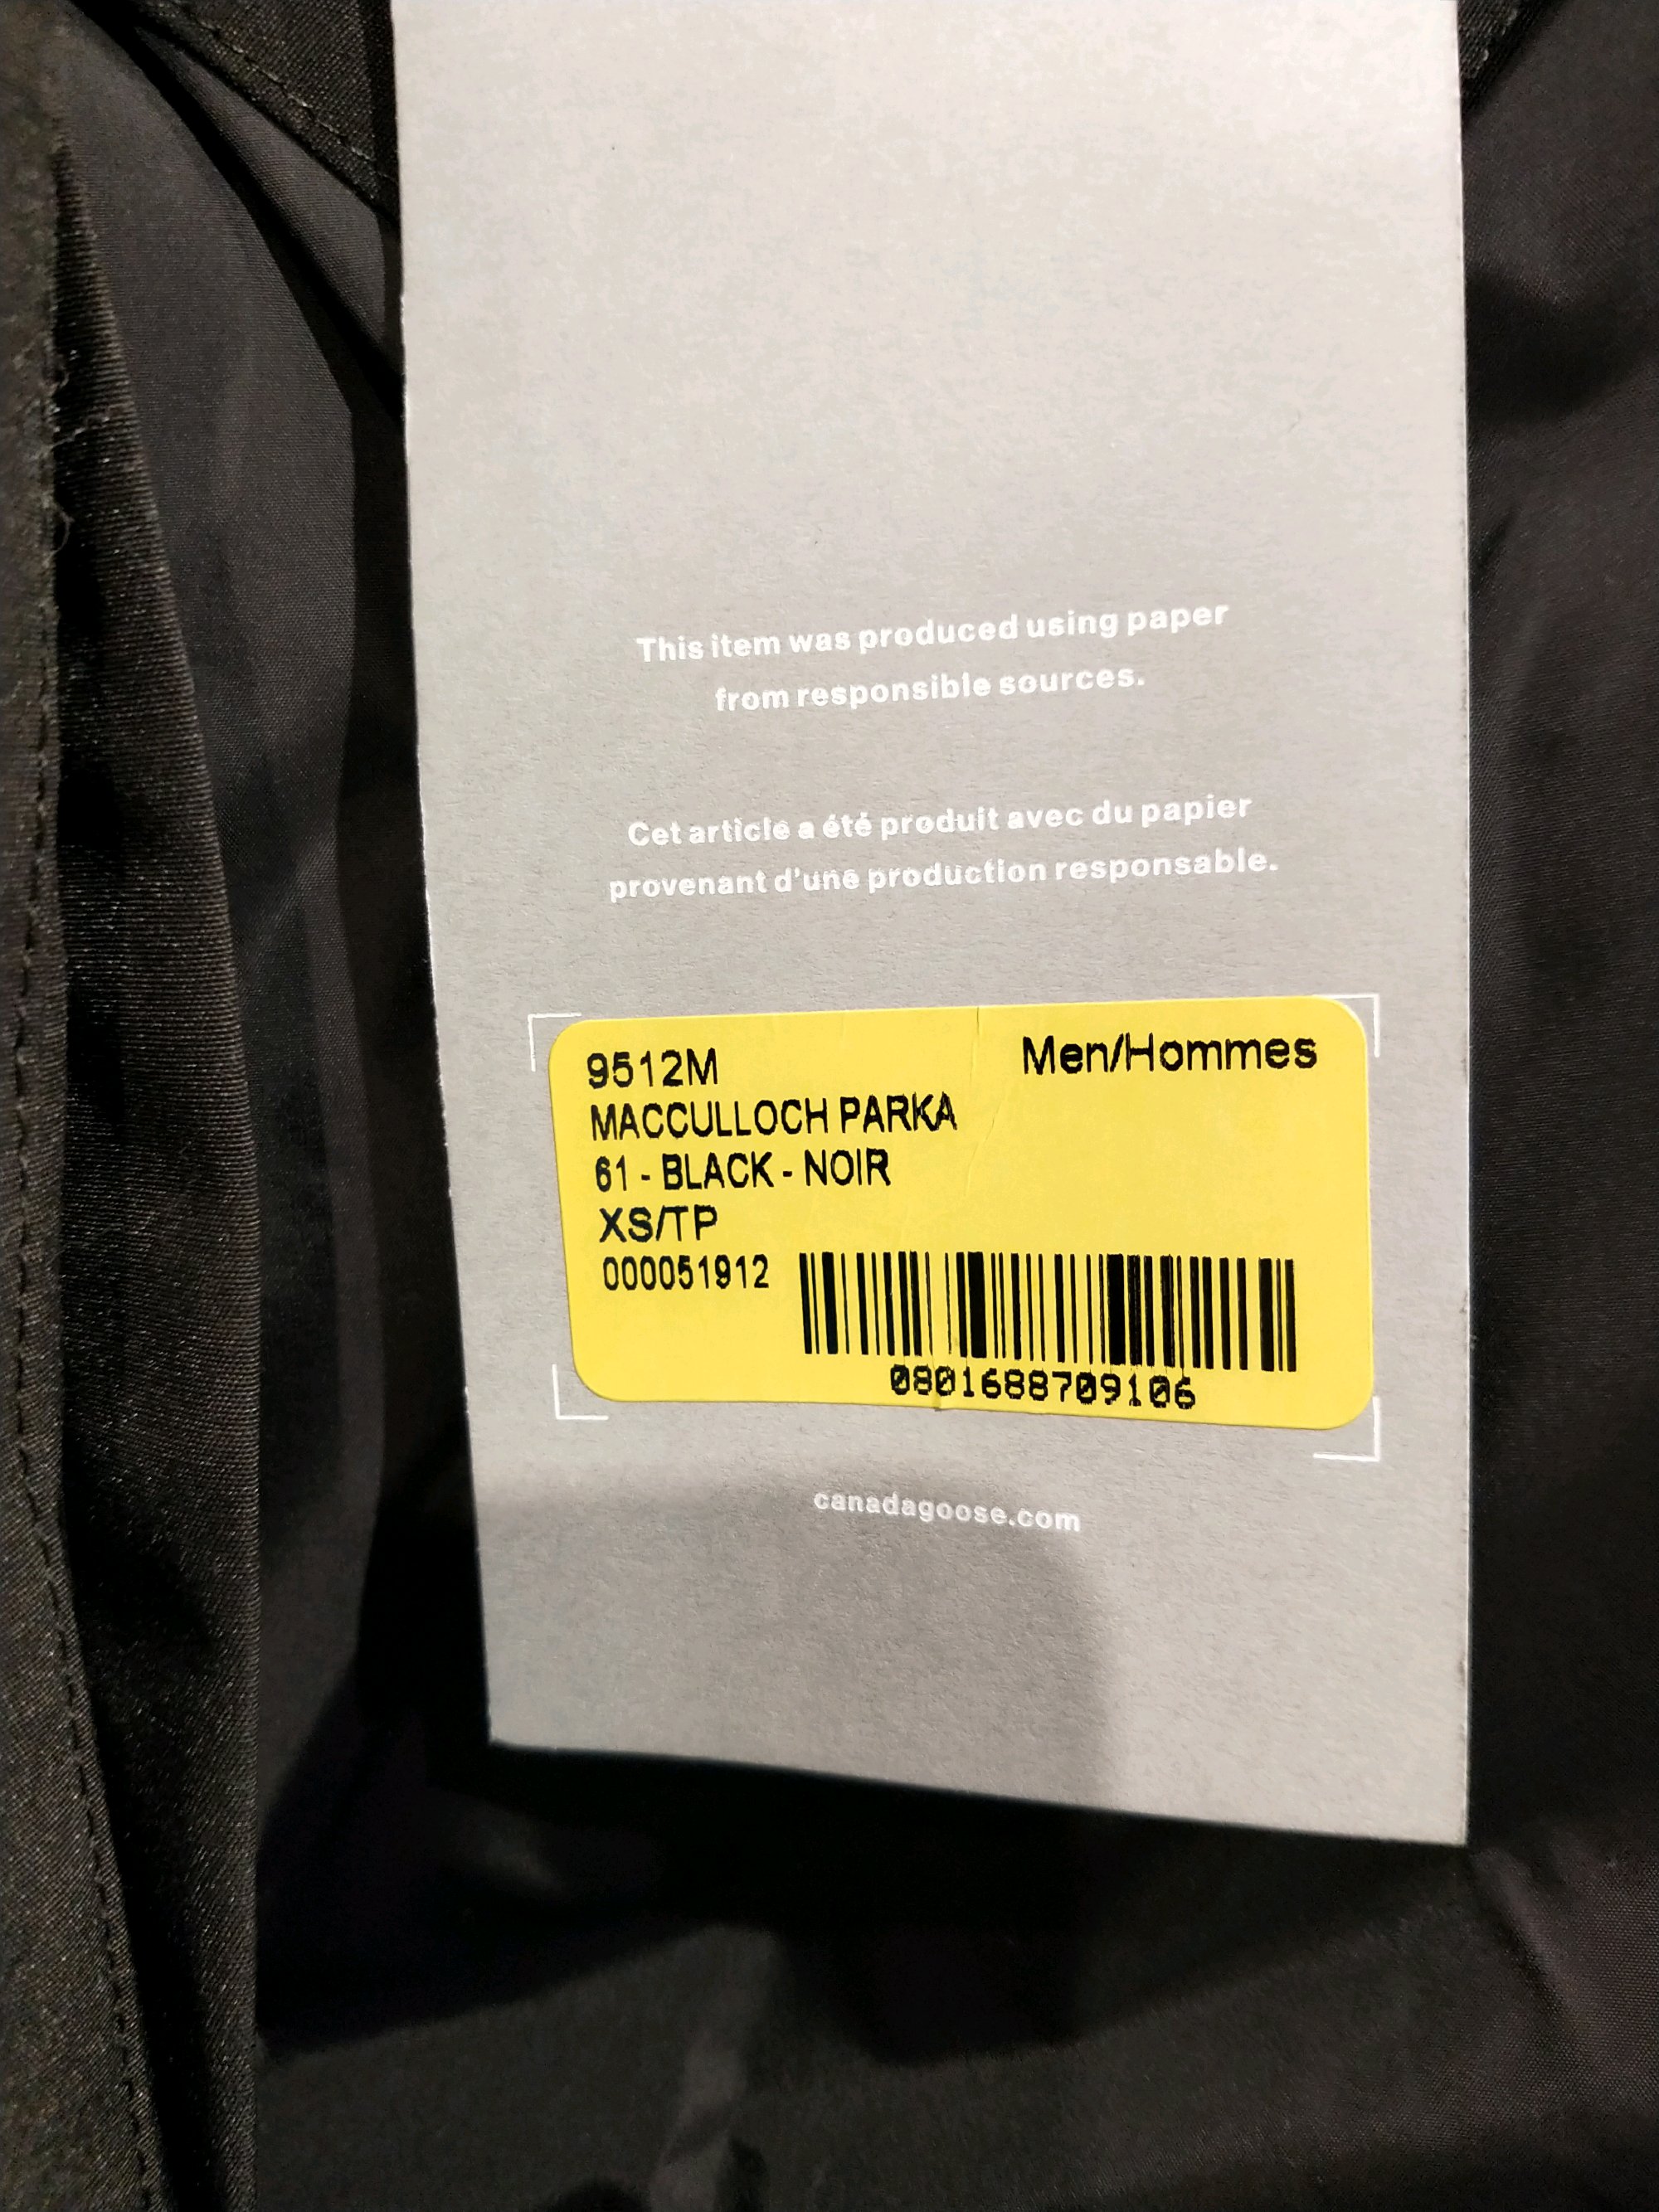 This item was produced using paper
from responsible sources.
Cet article a été produit avec du papier
provenant d'une production responsable.
9512M Men/Hommes
MACCULLOCH PARKA
61 - BLACK - NOIR
XS/TP
000051912
0801688709106
canadagoose.com